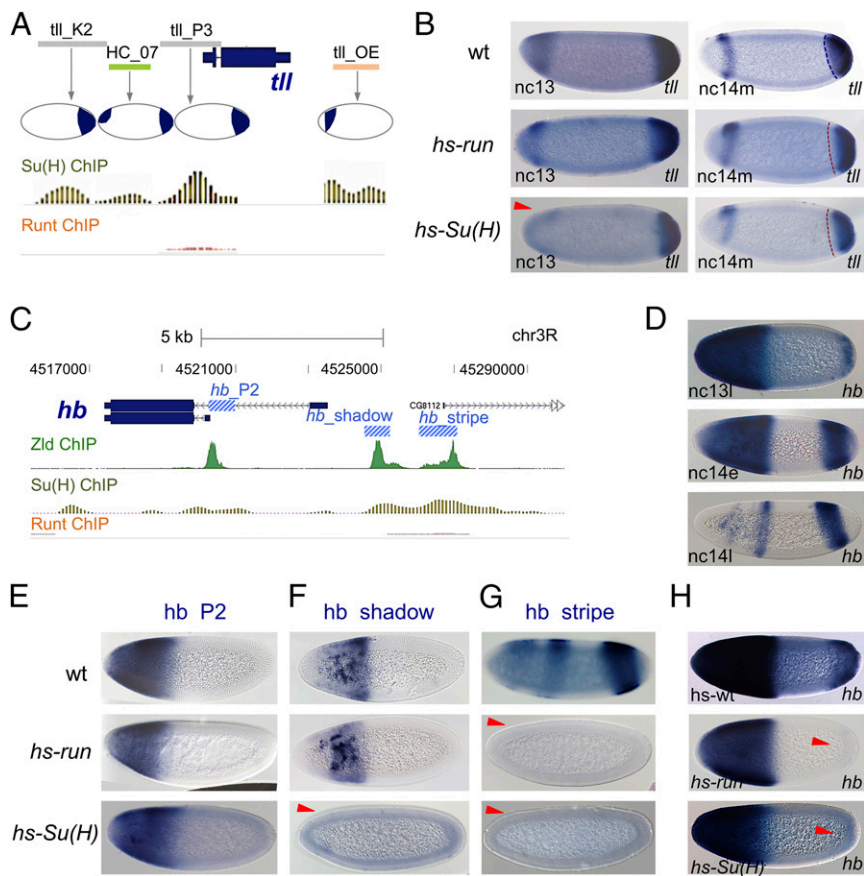 A
tll_K2
tll_P3
HC_07
tll
tll_OE
Su(H) ChIP
Runt ChIP
B
wt
nc13
tll
nc14m
tll
hs-run
nc13
tll
nc14m
tll
hs-Su(H)
nc13
tll
nc14m
tll
C
5 kb
chr3R
4517000
4521000
4525000
45290000
hb_P2
CG8112
hb
hb_shadow
hb_stripe
Zld ChIP
Su(H) ChIP
Runt ChIP
D
nc13l
hb
nc14e
hb
nc14l
hb
E
hb P2
F
hb shadow
G
hb stripe
H
wt
hs-wt
hb
hs-run
hs-run
hb
hs-Su(H)
hs-Su(H)
hb